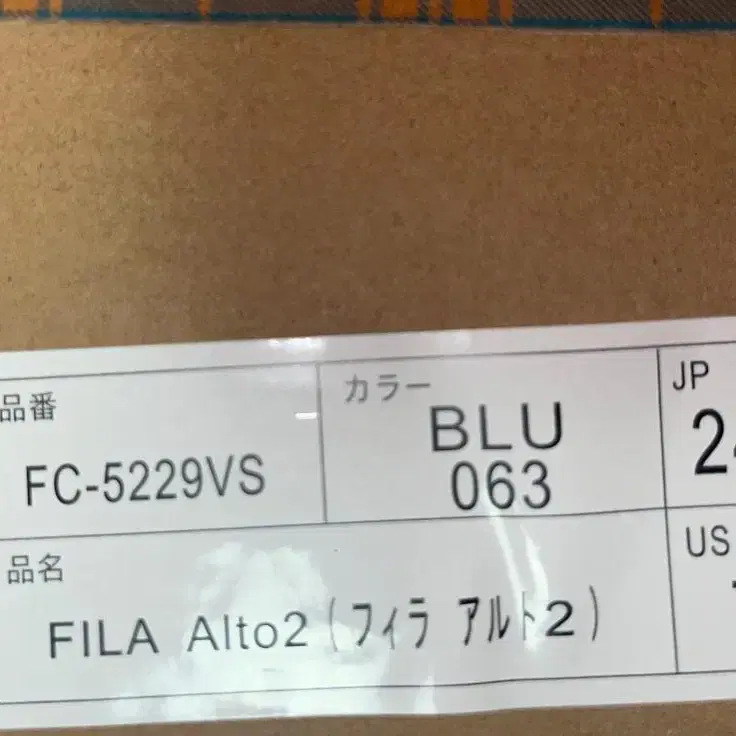 品番
FC-5229VS
カラー
BLU
063
JP
品名
FILA Alto2(フィラ アルト2)
US